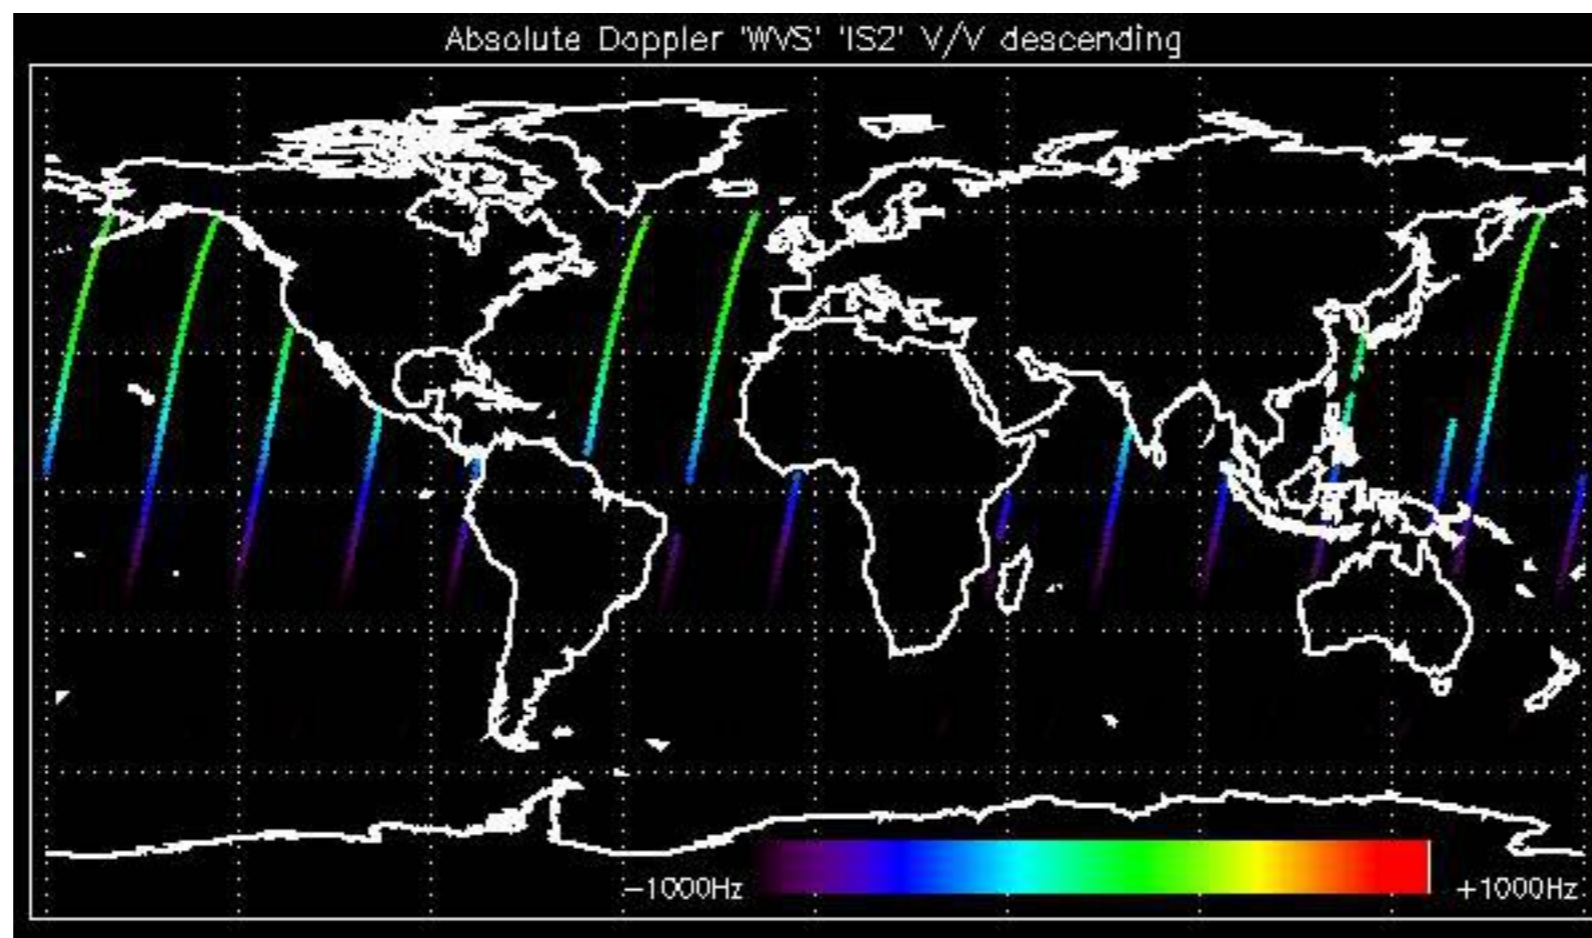 Absolute Doppler 'WVS' 'IS2' V/V descending
−1000Hz +1000Hz